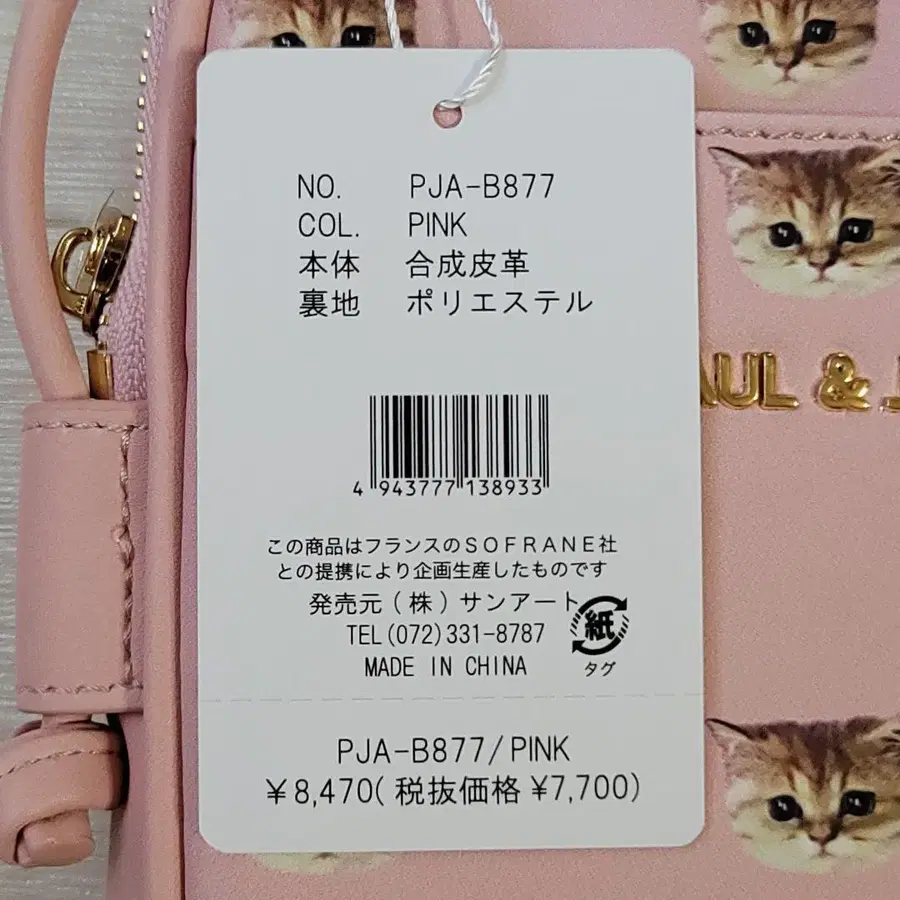 NO. PJA-B877
COL. PINK
本体 合成皮革
裏地 ポリエステル
4 943777 138933
この商品はフランスのSOFRANE社
との提携により企画生産したものです
発売元(株)サンアート
TEL(072)331-8787
MADE IN CHINA
紙
タグ
PJA-B877/PINK
¥8,470(税抜価格 ¥7,700)
&